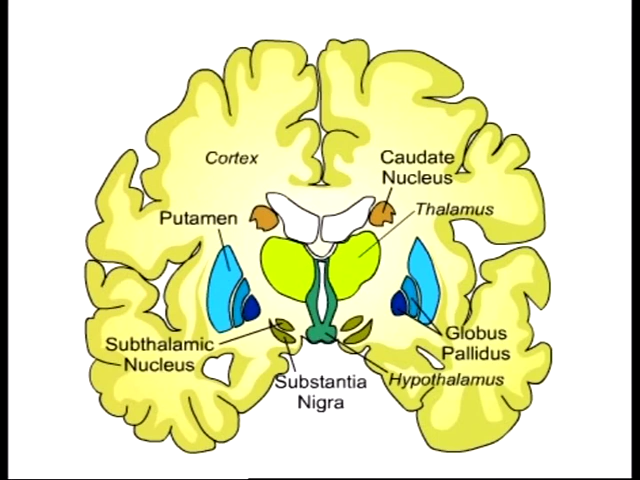 Cortex
Caudate
Nucleus
Putamen
Thalamus
Subthalamic
Nucleus
Globus
Pallidus
Substantia
Nigra
Hypothalamus